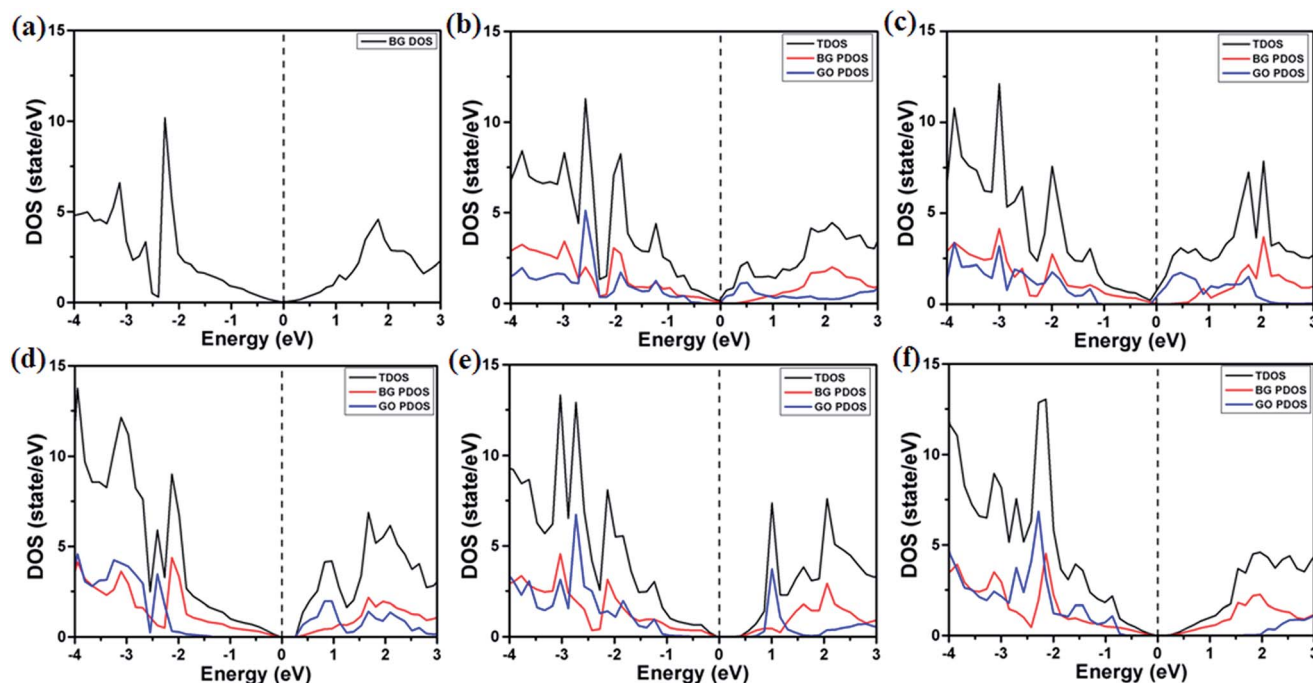 (a)
BG DOS
15
10
5
0
DOS (state/eV)
-4 -3 -2 -1 0 1 2 3
Energy (eV)
(b)
TDOS
BG PDOS
GO PDOS
15
10
5
0
DOS (state/eV)
-4 -3 -2 -1 0 1 2 3
Energy (eV)
(c)
TDOS
BG PDOS
GO PDOS
15
10
5
0
DOS (state/eV)
-4 -3 -2 -1 0 1 2 3
Energy (eV)
(d)
TDOS
BG PDOS
GO PDOS
15
10
5
0
DOS (state/eV)
-4 -3 -2 -1 0 1 2 3
Energy (eV)
(e)
TDOS
BG PDOS
GO PDOS
15
10
5
0
DOS (state/eV)
-4 -3 -2 -1 0 1 2 3
Energy (eV)
(f)
TDOS
BG PDOS
GO PDOS
15
10
5
0
DOS (state/eV)
-4 -3 -2 -1 0 1 2 3
Energy (eV)